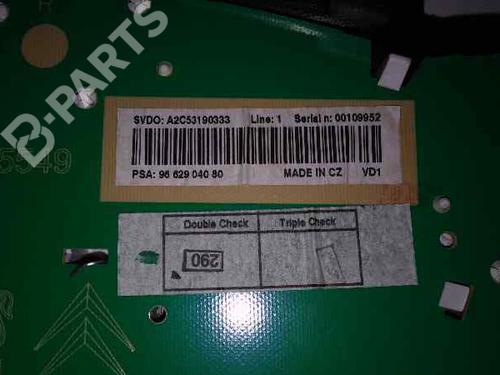 B-PARTS
SVDO: A2C53190333 Line: 1 Serial n: 00109952
PSA: 96 629 040 80 MADE IN CZ VD1
Double Check Triple Check
290